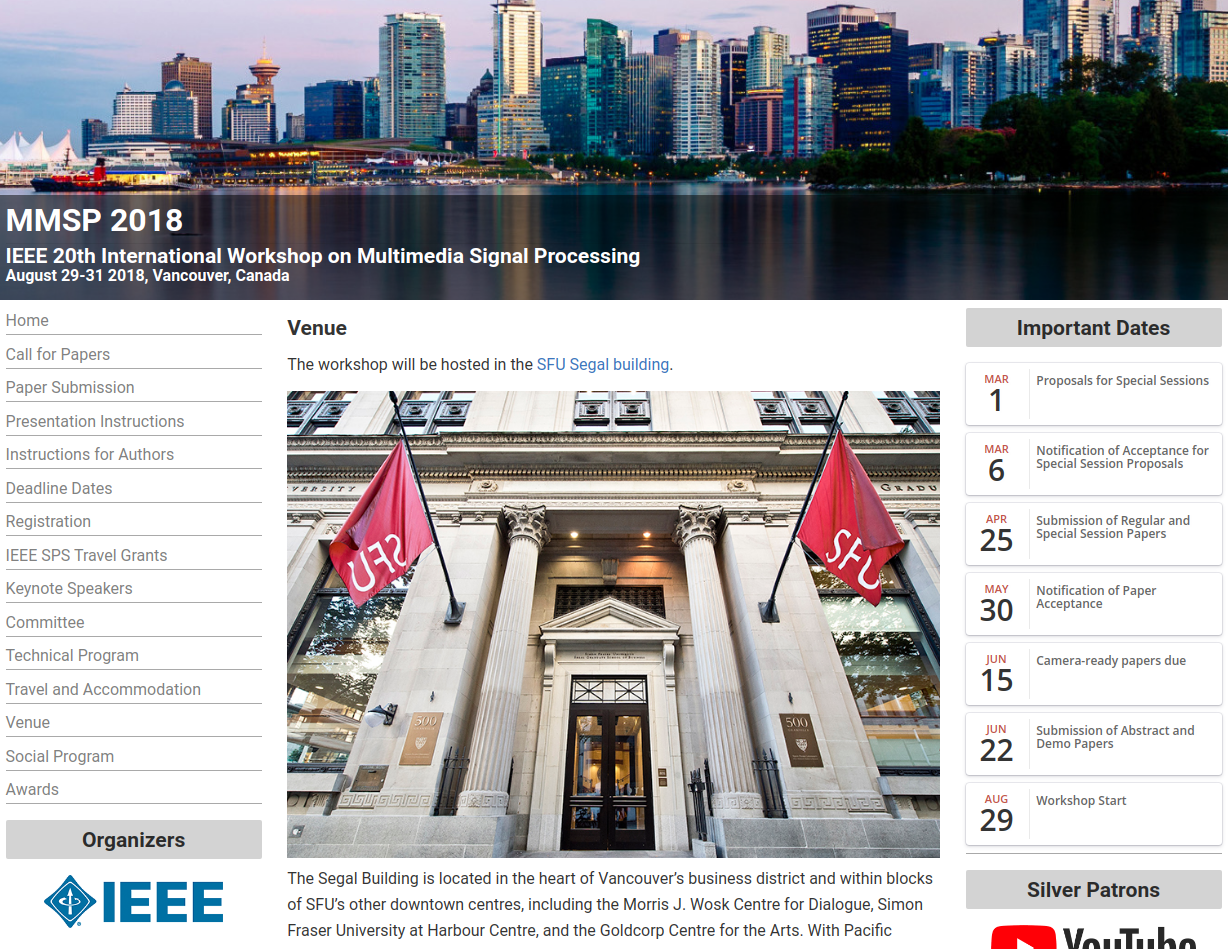 MMSP 2018
IEEE 20th International Workshop on Multimedia Signal Processing
August 29-31 2018, Vancouver, Canada
Home
Call for Papers
Paper Submission
Presentation Instructions
Instructions for Authors
Deadline Dates
Registration
IEEE SPS Travel Grants
Keynote Speakers
Committee
Technical Program
Travel and Accommodation
Venue
Social Program
Awards
Organizers
IEEE
Venue
The workshop will be hosted in the SFU Segal building.
SFU
SFU
500
500
The Segal Building is located in the heart of Vancouver’s business district and within blocks
of SFU’s other downtown centres, including the Morris J. Wosk Centre for Dialogue, Simon
Fraser University at Harbour Centre, and the Goldcorp Centre for the Arts. With Pacific
Important Dates
MAR
1
Proposals for Special Sessions
MAR
6
Notification of Acceptance for
Special Session Proposals
APR
25
Submission of Regular and
Special Session Papers
MAY
30
Notification of Paper
Acceptance
JUN
15
Camera-ready papers due
JUN
22
Submission of Abstract and
Demo Papers
AUG
29
Workshop Start
Silver Patrons
YouTube